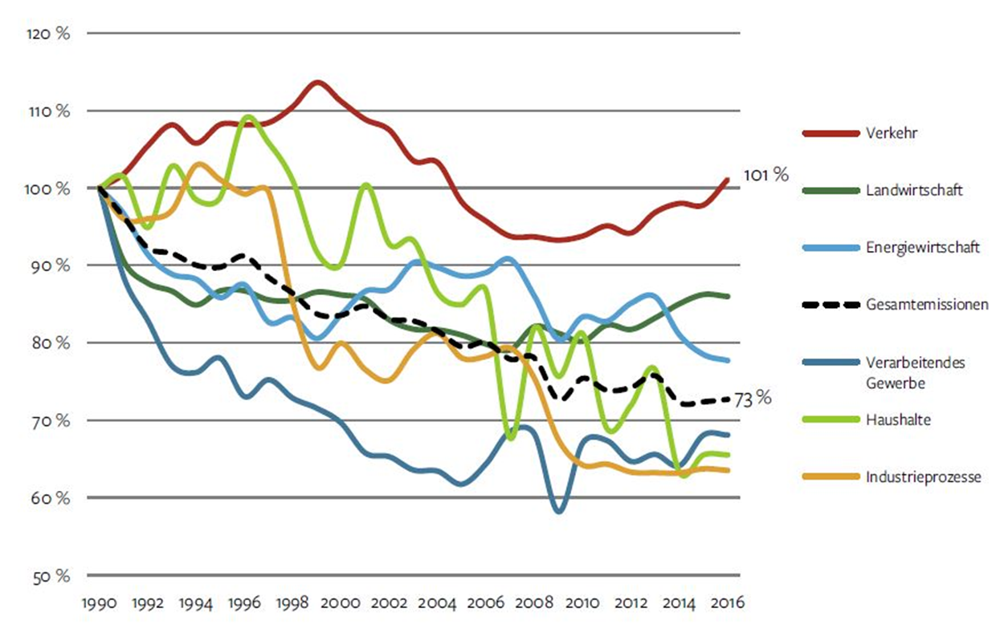 120 %
110 %
100 %
90 %
80 %
70 %
60 %
50 %
1990 1992 1994 1996 1998 2000 2002 2004 2006 2008 2010 2012 2014 2016
101 %
73 %
Verkehr
Landwirtschaft
Energiewirtschaft
Gesamtemissionen
Verarbeitendes
Gewerbe
Haushalte
Industrieprozesse